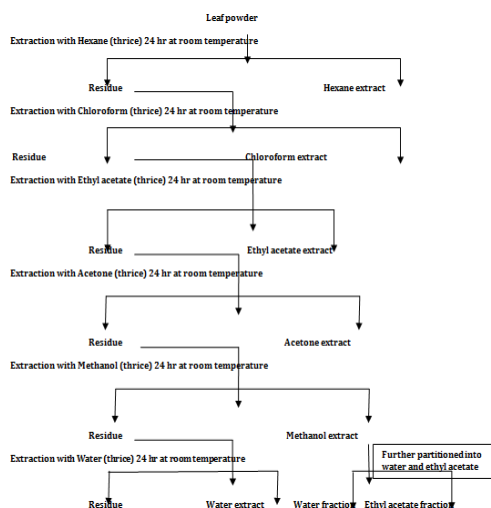 Leaf powder
Extraction with Hexane (thrice) 24 hr at room temperature
Residue Hexane extract
Extraction with Chloroform (thrice) 24 hr at room temperature
Residue Chloroform extract
Extraction with Ethyl acetate (thrice) 24 hr at room temperature
Residue Ethyl acetate extract
Extraction with Acetone (thrice) 24 hr at room temperature
Residue Acetone extract
Extraction with Methanol (thrice) 24 hr at room temperature
Residue Methanol extract
Extraction with Water (thrice) 24 hr at room temperature
Further partitioned into
water and ethyl acetate
Residue Water extract Water fraction Ethyl acetate fraction